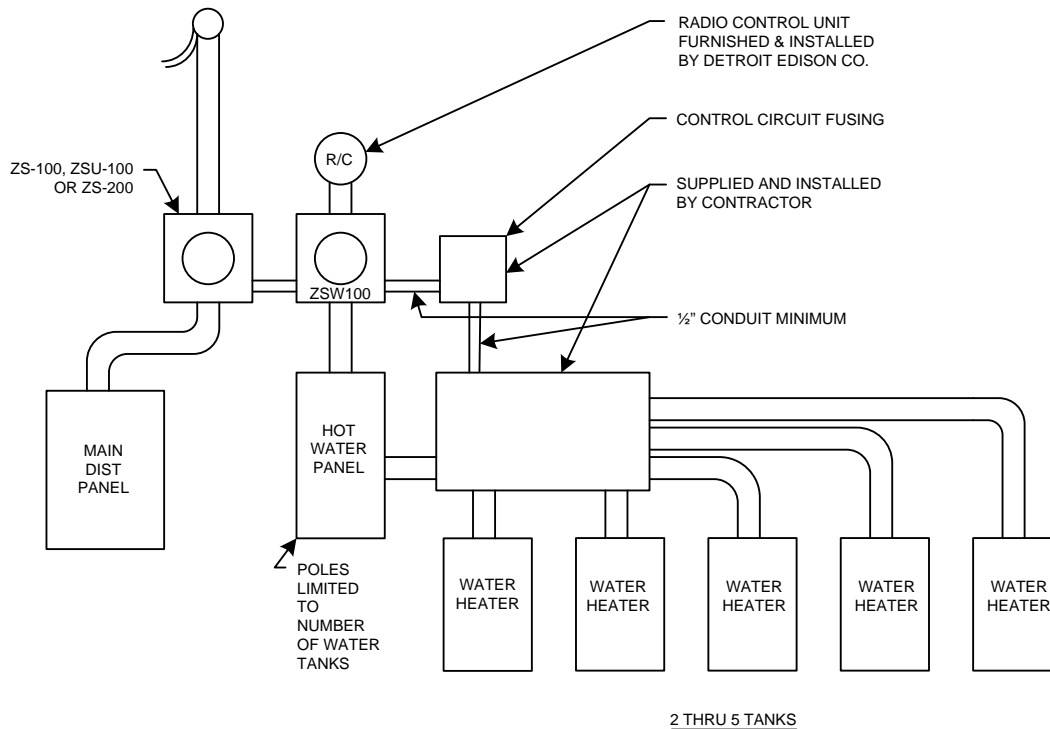 RADIO CONTROL UNIT
FURNISHED & INSTALLED
BY DETROIT EDISON CO.
CONTROL CIRCUIT FUSING
R/C
ZS-100, ZSU-100
OR ZS-200
SUPPLIED AND INSTALLED
BY CONTRACTOR
ZSW100
½" CONDUIT MINIMUM
MAIN
DIST
PANEL
HOT
WATER
PANEL
POLES
LIMITED
TO
NUMBER
OF WATER
TANKS
WATER
HEATER
WATER
HEATER
WATER
HEATER
WATER
HEATER
WATER
HEATER
2 THRU 5 TANKS